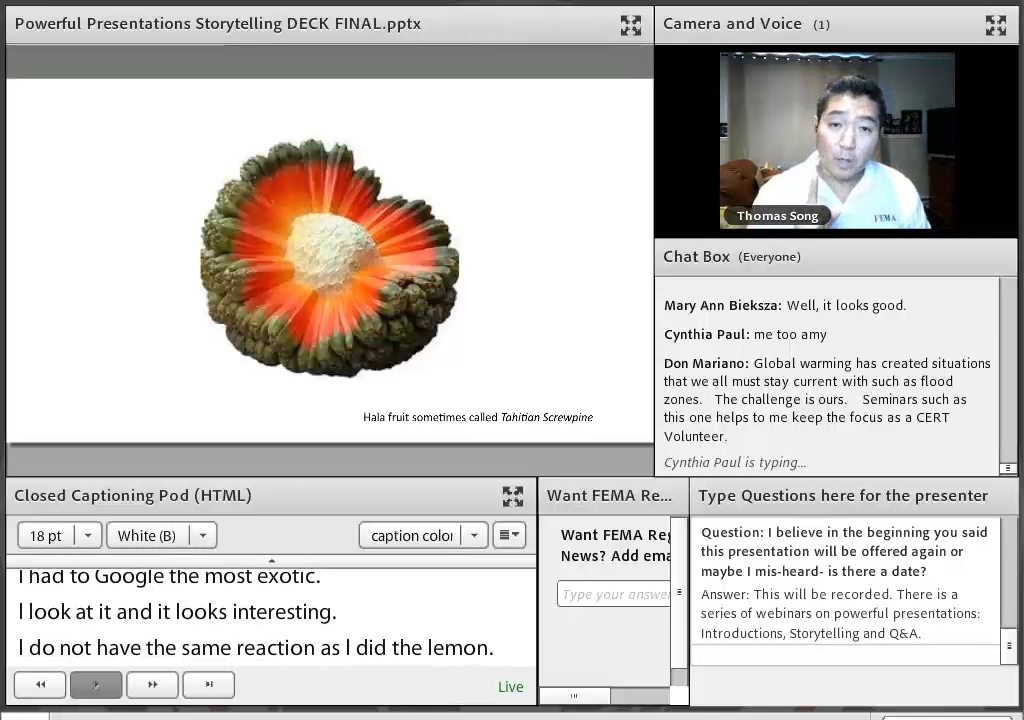 Powerful Presentations Storytelling DECK FINAL.pptx
Hala fruit sometimes called Tahitian Screwpine
Camera and Voice (1)
FEMA
Thomas Song
Chat Box (Everyone)
Mary Ann Bieksza: Well, it looks good.
Cynthia Paul: me too amy
Don Mariano: Global warming has created situations
that we all must stay current with such as flood
zones. The challenge is ours. Seminars such as
this one helps to me keep the focus as a CERT
Volunteer.
Cynthia Paul is typing...
Closed Captioning Pod (HTML)
18 pt
White (B)
caption color
I had to Google the most exotic.
I look at it and it looks interesting.
I do not have the same reaction as I did the lemon.
Live
Want FEMA Re...
Want FEMA Reg
News? Add ema
Type your answer
Type Questions here for the presenter
Question: I believe in the beginning you said
this presentation will be offered again or
maybe I mis-heard- is there a date?
Answer: This will be recorded. There is a
series of webinars on powerful presentations:
Introductions, Storytelling and Q&A.